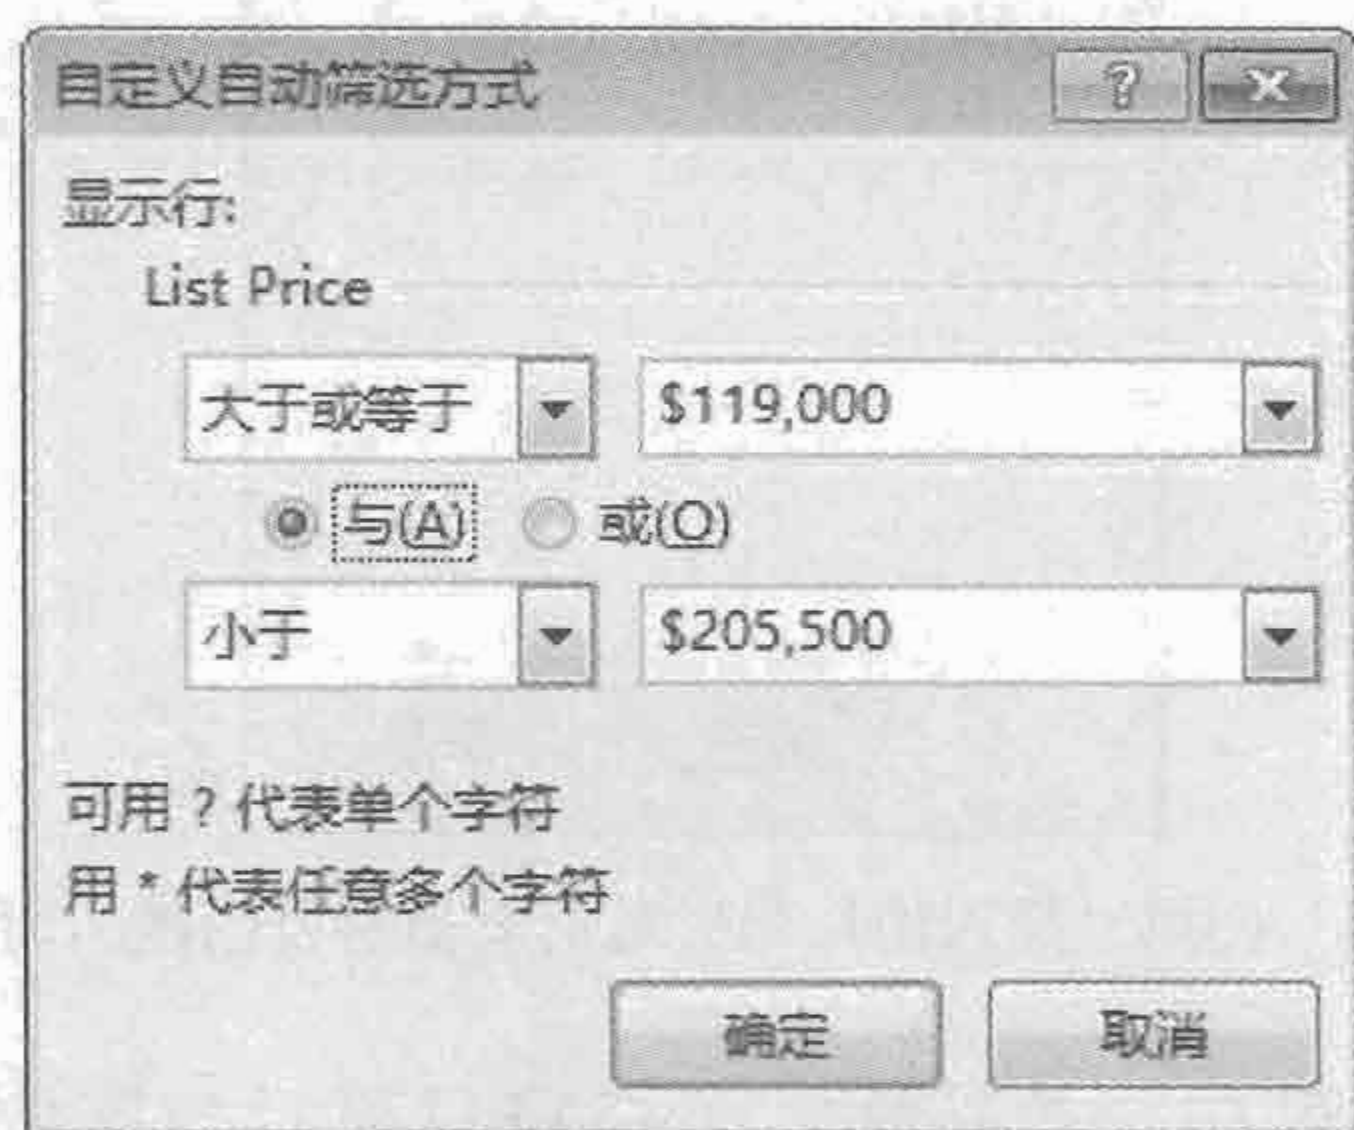 自定义自动筛选方式
显示行:
List Price
大于或等于 $119,000
与(A) 或(O)
小于 $205,500
可用 ? 代表单个字符
用 * 代表任意多个字符
确定 取消